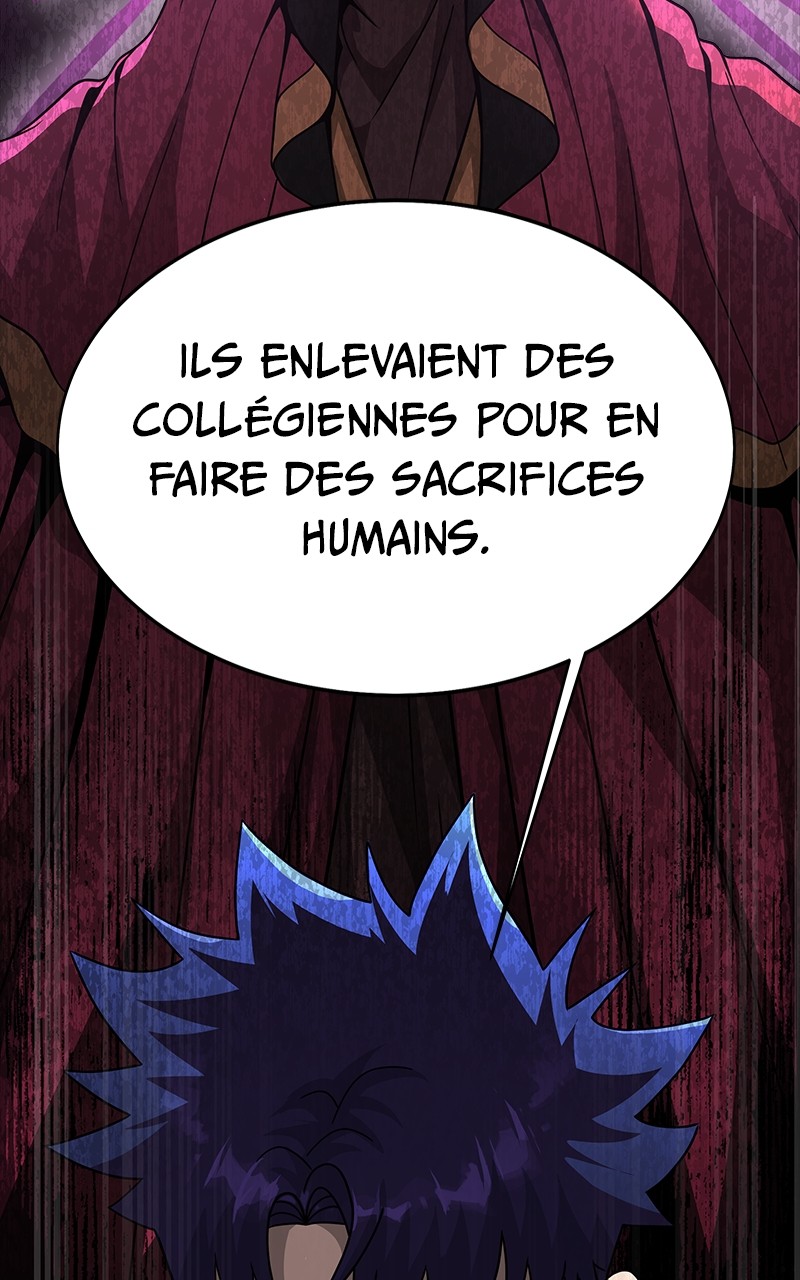 ILS ENLEVAIENT DES
COLLÉGIENNES POUR EN
FAIRE DES SACRIFICES
HUMAINS.